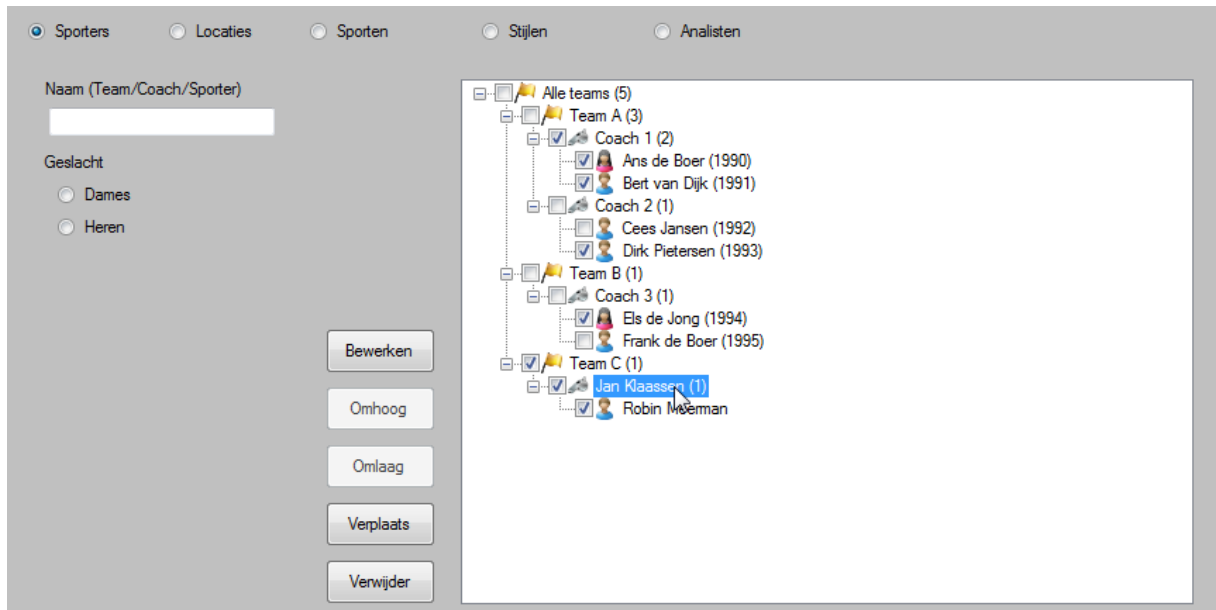 Sporters Locaties Sporten Stijlen Analisten
Naam (Team/Coach/Sporter)
Geslacht
Dames
Heren
Bewerken
Omhoog
Omlaag
Verplaats
Verwijder
Alle teams (5)
Team A (3)
Coach 1 (2)
Ans de Boer (1990)
Bert van Dijk (1991)
Coach 2 (1)
Cees Jansen (1992)
Dirk Pietersen (1993)
Team B (1)
Coach 3 (1)
Els de Jong (1994)
Frank de Boer (1995)
Team C (1)
Jan Klaassen (1)
Robin Moerman